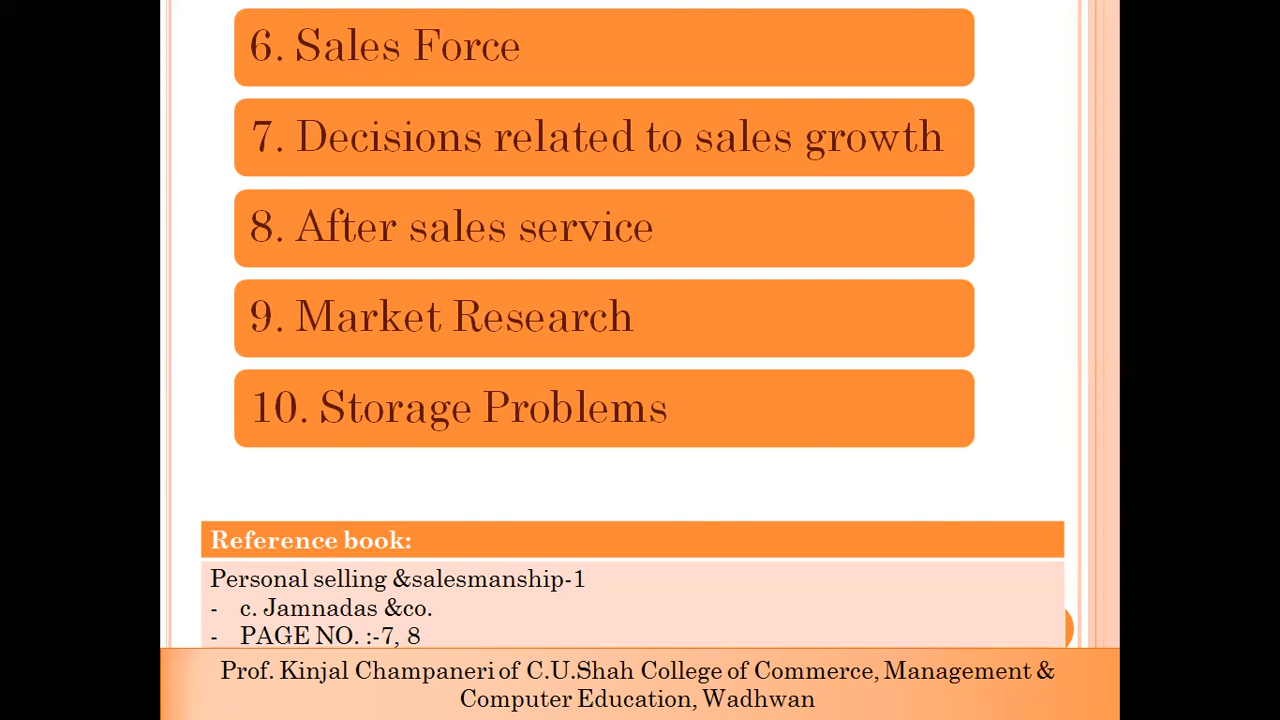 6. Sales Force
7. Decisions related to sales growth
8. After sales service
9. Market Research
10. Storage Problems
Reference book:
Personal selling &salesmanship-1
- c. Jamnadas &co.
- PAGE NO. :-7, 8
Prof. Kinjal Champaneri of C.U.Shah College of Commerce, Management &
Computer Education, Wadhwan